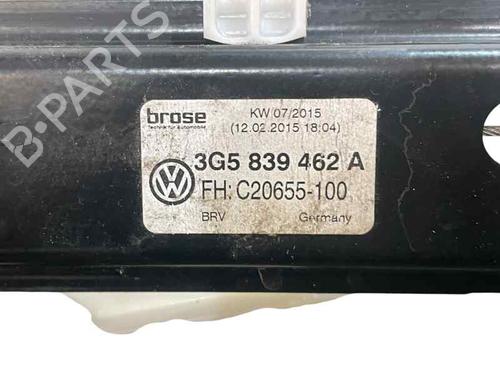 B-PARTS
brose
Technik für Automobile
KW 07/2015
(12.02.2015 18:04)
3G5 839 462 A
FH: C20655-100
BRV Germany